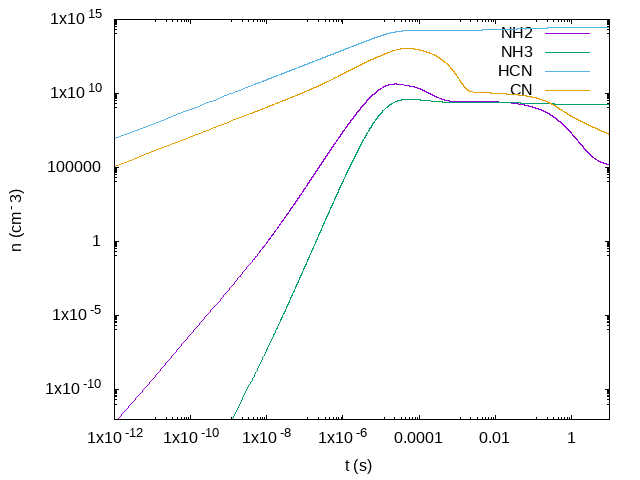 1x10 15
NH2
NH3
HCN
CN
1x10 10
100000
1
1x10 -5
1x10 -10
n (cm - 3)
1x10 -12 1x10 -10 1x10 -8 1x10 -6 0.0001 0.01 1
t (s)